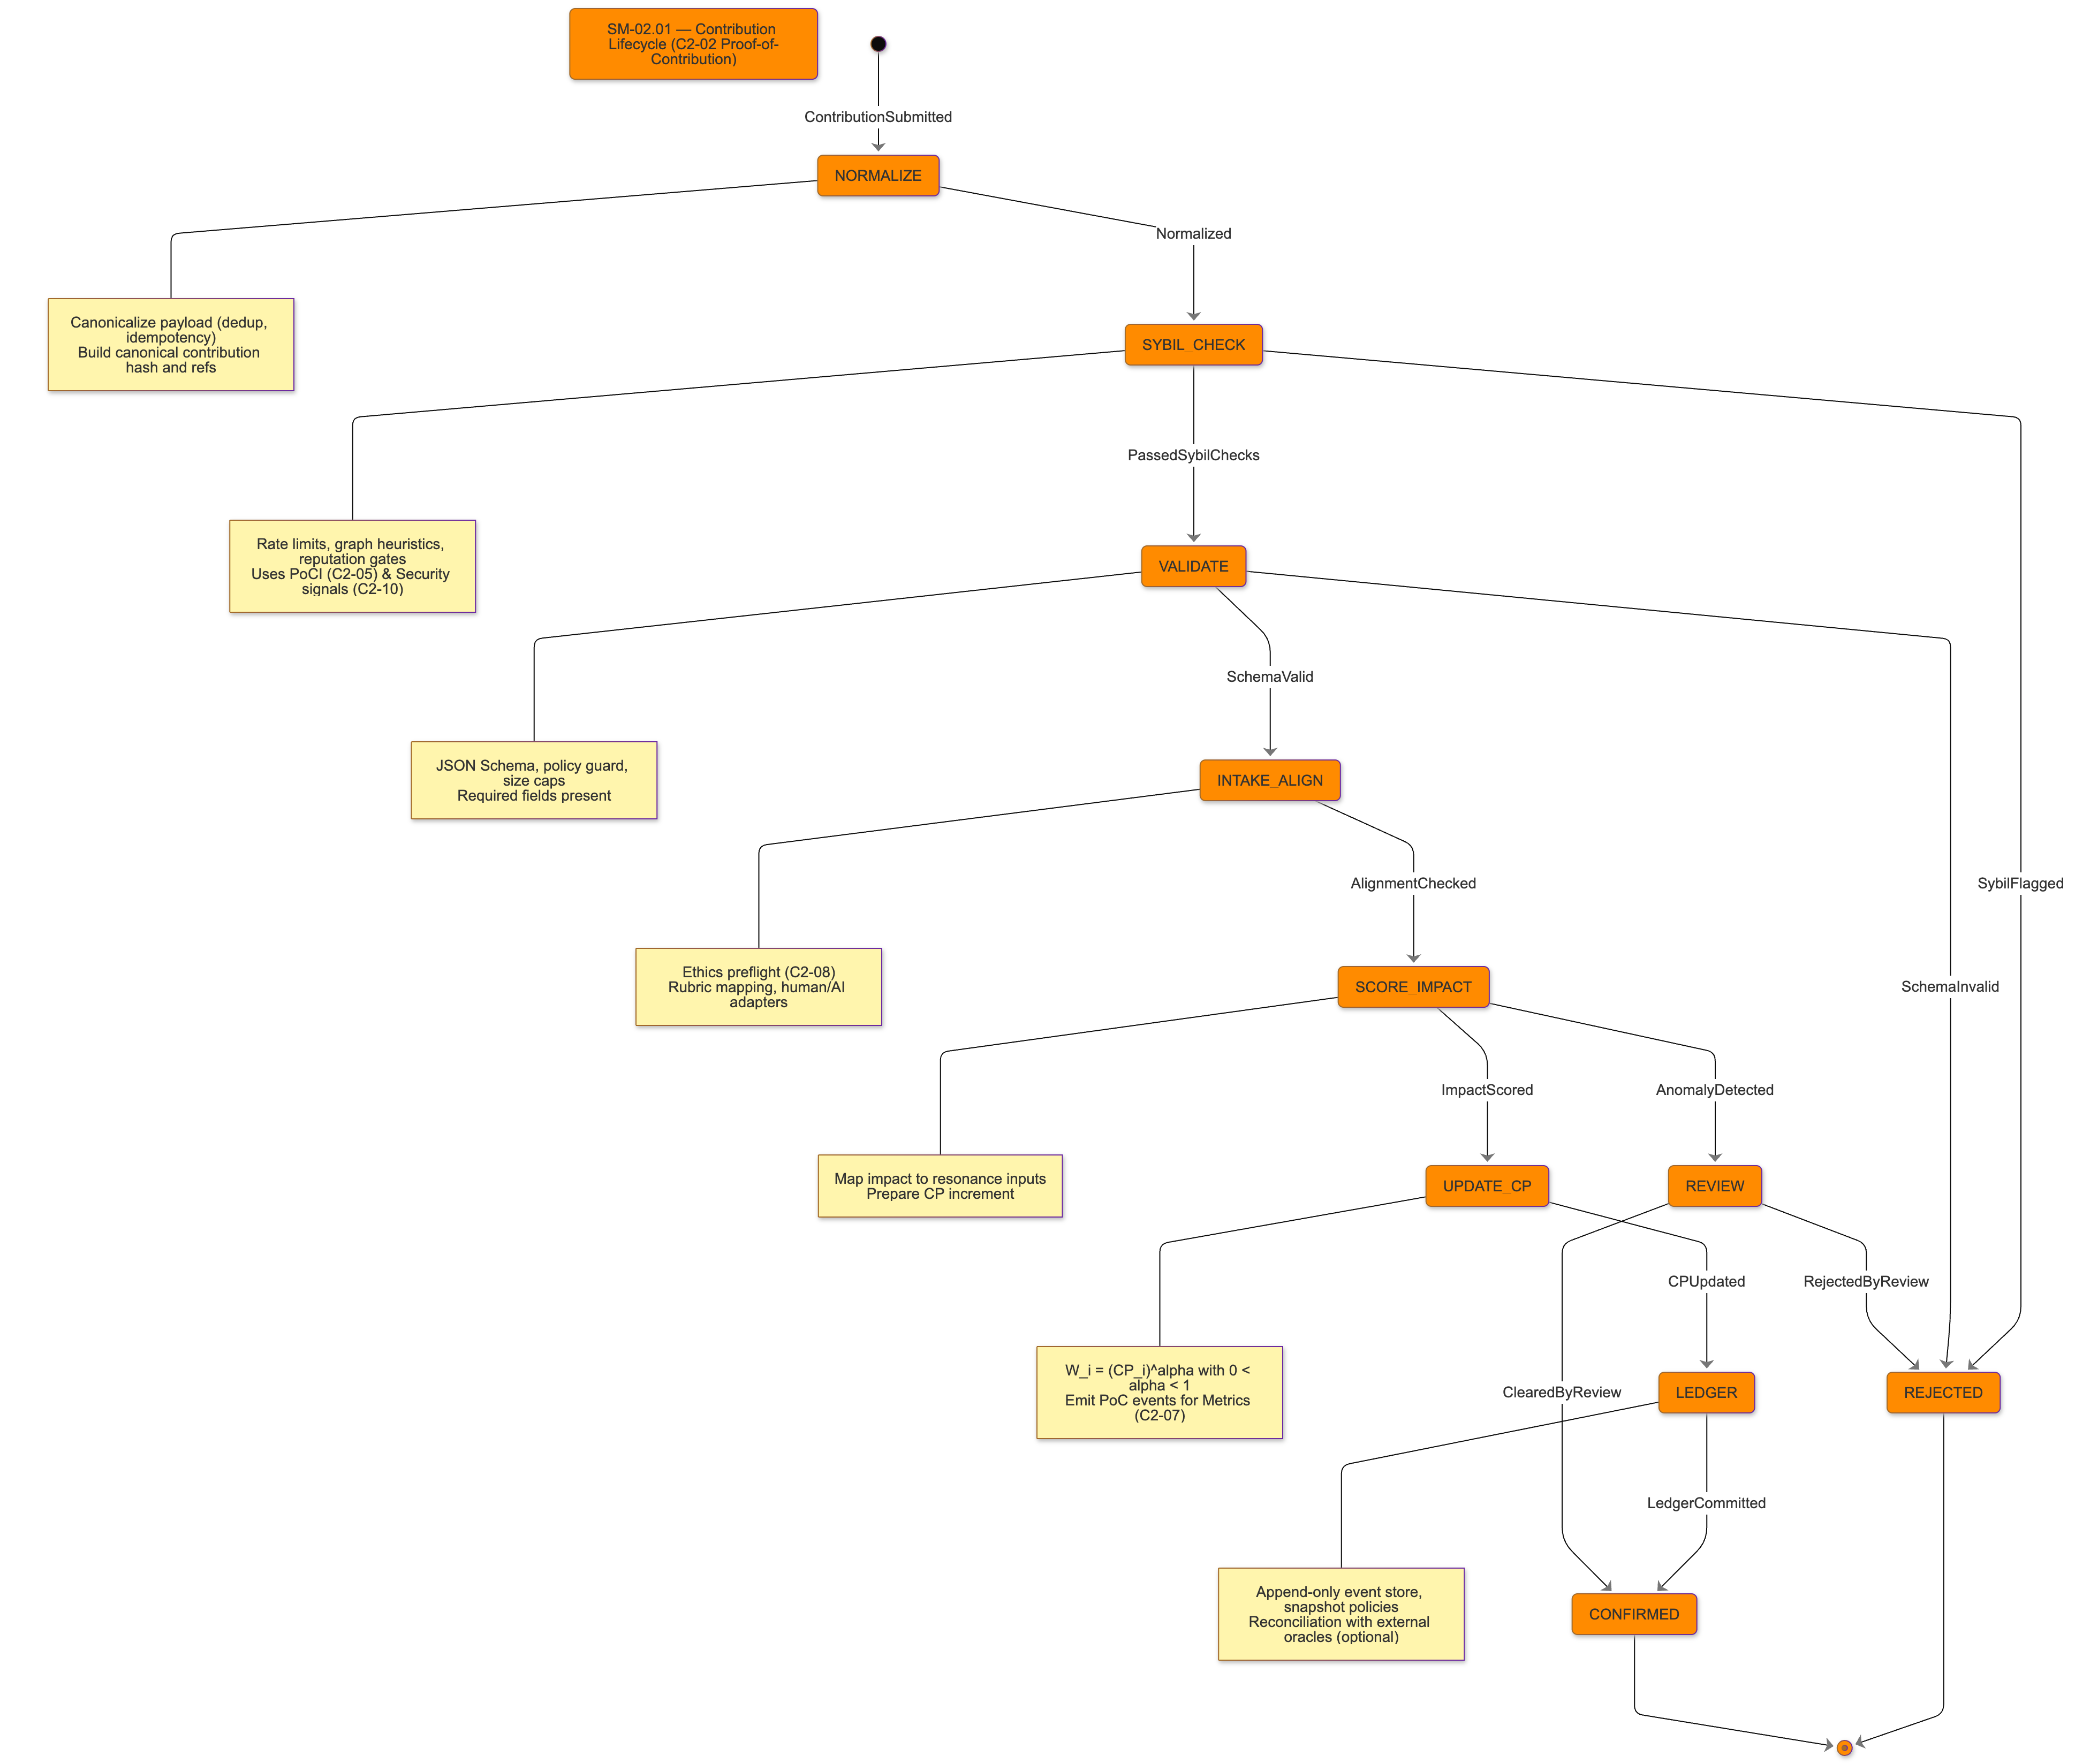 SM-02.01 — Contribution
Lifecycle (C2-02 Proof-of-
Contribution)
ContributionSubmitted
NORMALIZE
Normalized
Canonicalize payload (dedup,
idempotency)
Build canonical contribution
hash and refs
SYBIL_CHECK
PassedSybilChecks
Rate limits, graph heuristics,
reputation gates
Uses PoCI (C2-05) & Security
signals (C2-10)
VALIDATE
SchemaValid
JSON Schema, policy guard,
size caps
Required fields present
INTAKE_ALIGN
AlignmentChecked
SybilFlagged
Ethics preflight (C2-08)
Rubric mapping, human/AI
adapters
SCORE_IMPACT
SchemaInvalid
ImpactScored
AnomalyDetected
Map impact to resonance inputs
Prepare CP increment
UPDATE_CP
REVIEW
CPUpdated
RejectedByReview
W_i = (CP_i)^alpha with 0 <
alpha < 1
Emit PoC events for Metrics
(C2-07)
ClearedByReview
LEDGER
REJECTED
LedgerCommitted
Append-only event store,
snapshot policies
Reconciliation with external
oracles (optional)
CONFIRMED